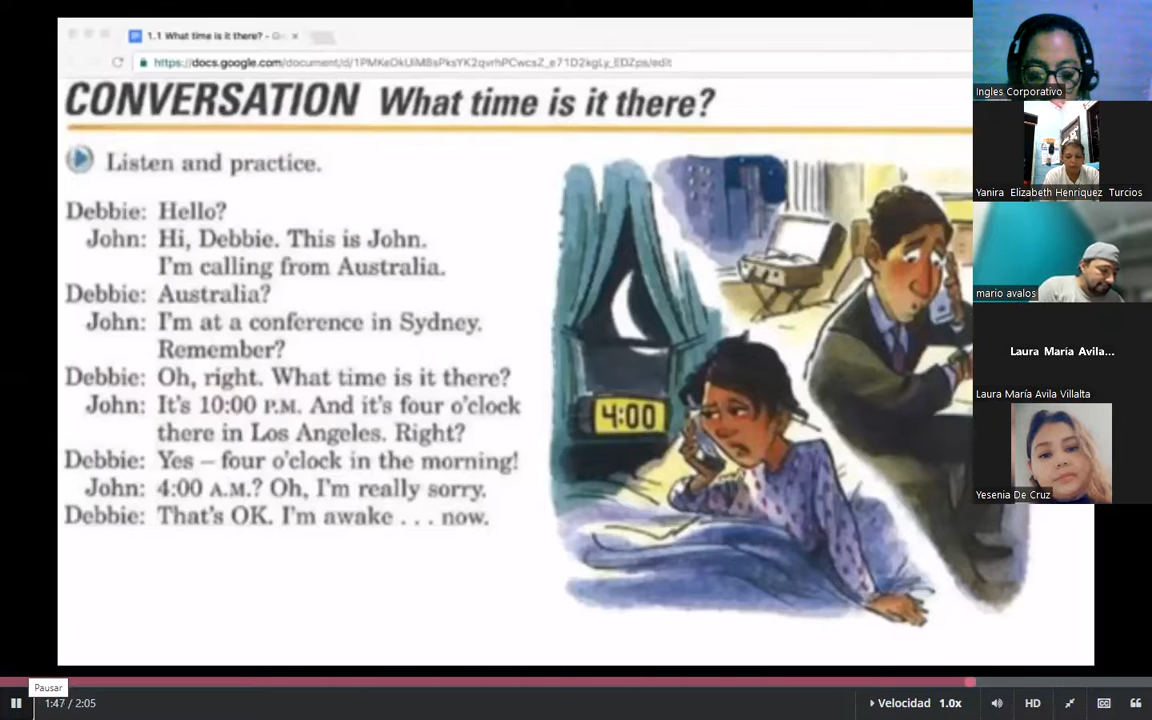 1.1 What time is it there? - G
https://docs.google.com/document/d/1PMKeOkUiMBsPksYK2qvrhPCwcsZ_e71D2kgLy_EDZps/edit
CONVERSATION What time is it there?
Listen and practice.
Debbie: Hello?
John: Hi, Debbie. This is John.
I'm calling from Australia.
Debbie: Australia?
John: I'm at a conference in Sydney.
Remember?
Debbie: Oh, right. What time is it there?
John: It's 10:00 P.M. And it's four o'clock
there in Los Angeles. Right?
Debbie: Yes – four o'clock in the morning!
John: 4:00 A.M.? Oh, I'm really sorry.
Debbie: That's OK. I'm awake . . . now.
4:00
Ingles Corporativo
Yanira Elizabeth Henriquez Turcios
mario avalos
Laura María Avila...
Laura María Avila Villalta
Yesenia De Cruz
Pausar
1:47 / 2:05
Velocidad 1.0x
HD